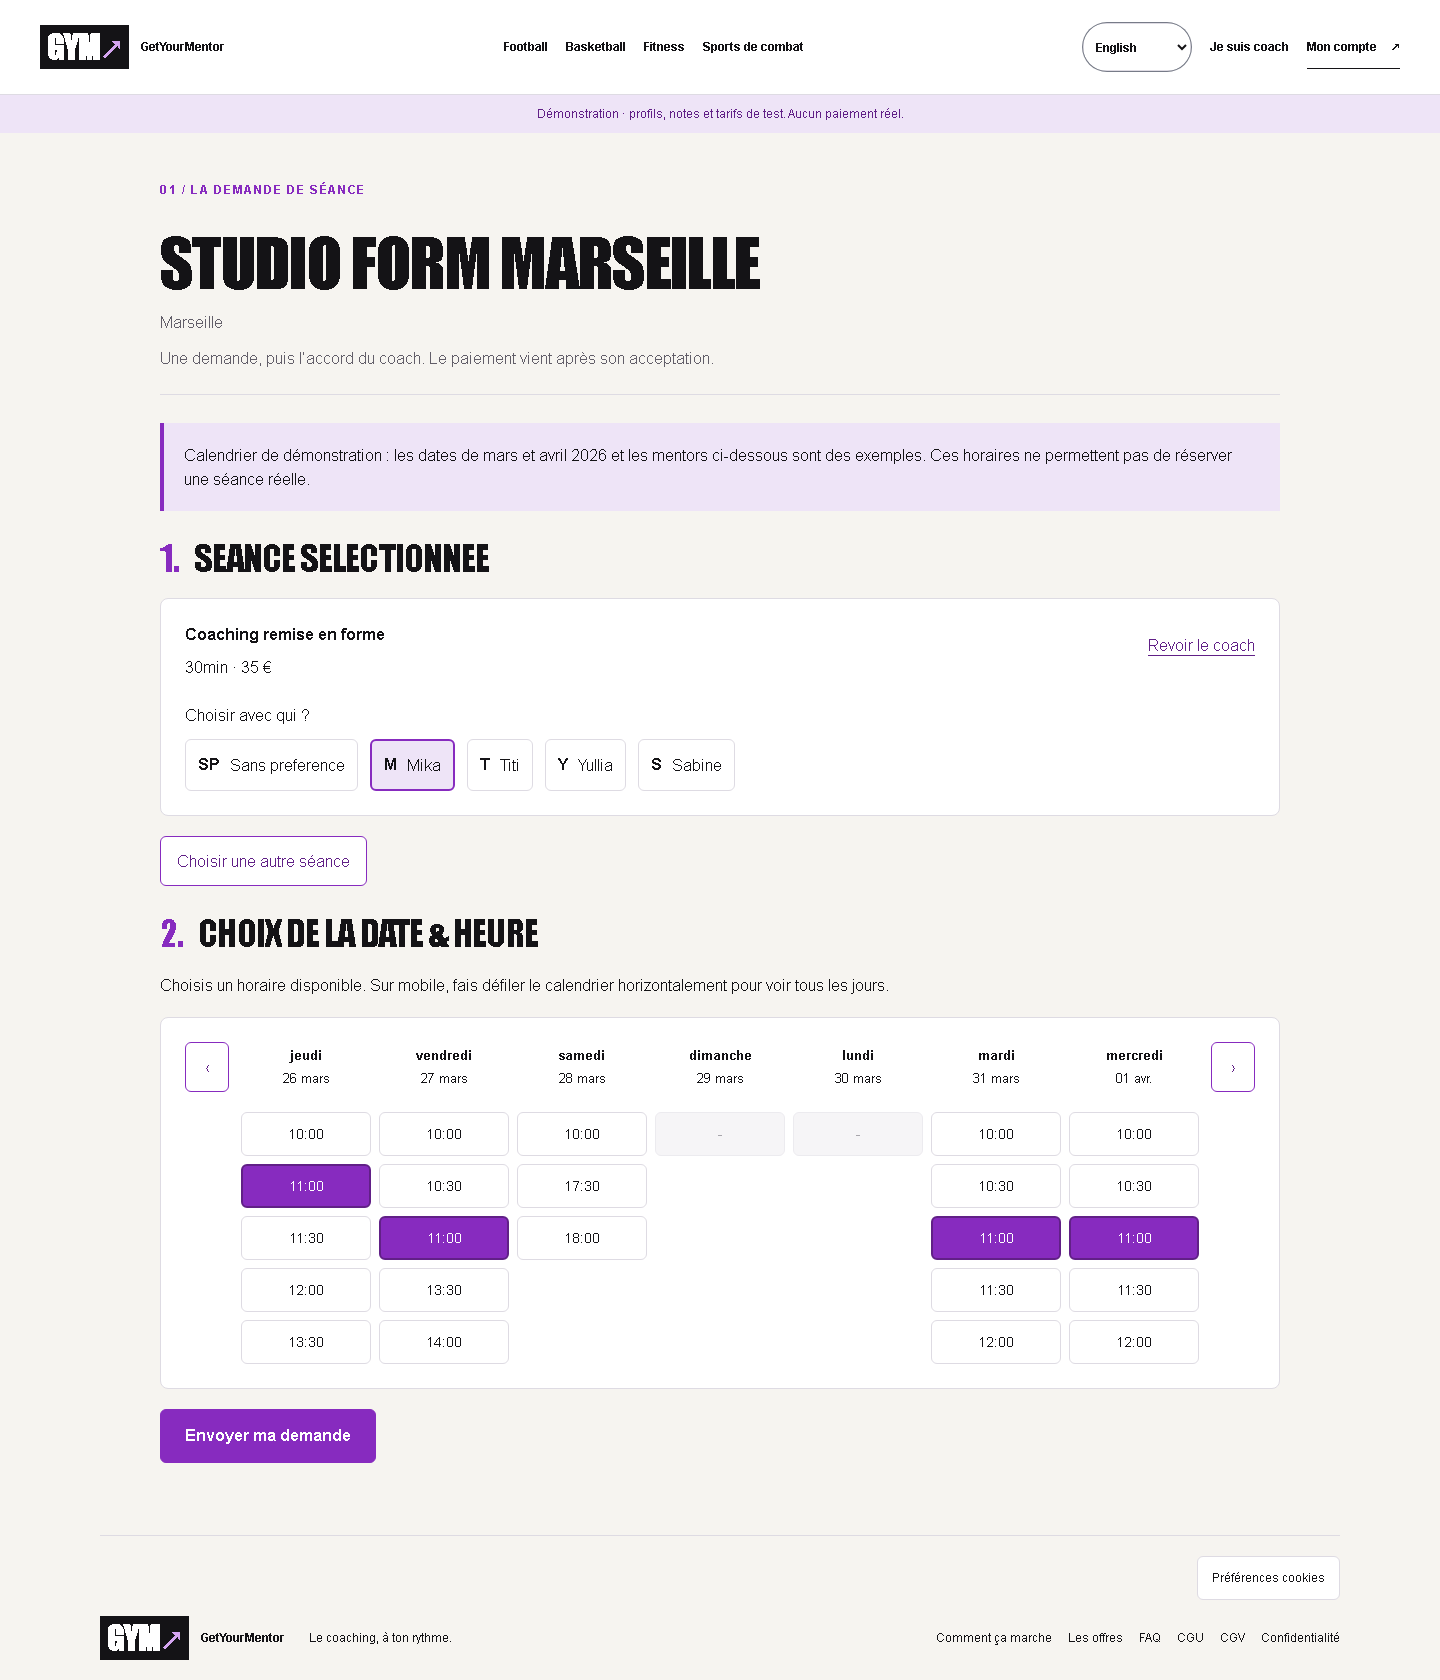 GYM↗ GetYourMentor Football Basketball Fitness Sports de combat English Je suis coach Mon compte ↗
Démonstration · profils, notes et tarifs de test. Aucun paiement réel.
01 / LA DEMANDE DE SÉANCE
STUDIO FORM MARSEILLE
Marseille
Une demande, puis l'accord du coach. Le paiement vient après son acceptation.
Calendrier de démonstration : les dates de mars et avril 2026 et les mentors ci-dessous sont des exemples. Ces horaires ne permettent pas de réserver
une séance réelle.
1. SEANCE SELECTIONNEE
Coaching remise en forme
Revoir le coach
30min · 35 €
Choisir avec qui ?
SP Sans preference M Mika T Titi Y Yullia S Sabine
Choisir une autre séance
2. CHOIX DE LA DATE & HEURE
Choisis un horaire disponible. Sur mobile, fais défiler le calendrier horizontalement pour voir tous les jours.
‹ jeudi vendredi samedi dimanche lundi mardi mercredi ›
26 mars 27 mars 28 mars 29 mars 30 mars 31 mars 01 avr.
10:00 10:00 10:00 - - 10:00 10:00
11:00 10:30 17:30 10:30 10:30
11:30 11:00 18:00 11:00 11:00
12:00 13:30 11:30 11:30
13:30 14:00 12:00 12:00
Envoyer ma demande
Préférences cookies
GYM↗ GetYourMentor Le coaching, à ton rythme. Comment ça marche Les offres FAQ CGU CGV Confidentialité